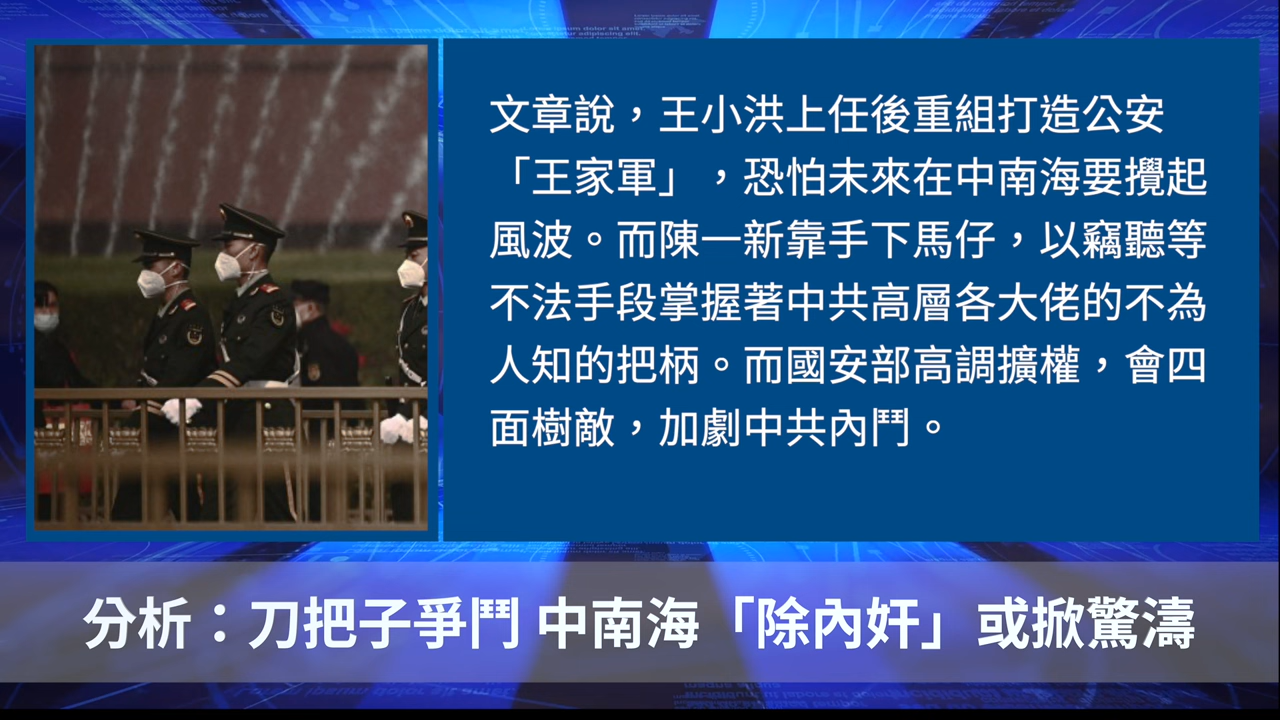 文章說，王小洪上任後重組打造公安
「王家軍」，恐怕未來在中南海要攪起
風波。而陳一新靠手下馬仔，以竊聽等
不法手段掌握著中共高層各大佬的不為
人知的把柄。而國安部高調擴權，會四
面樹敵，加劇中共內鬥。
分析：刀把子爭鬥 中南海「除內奸」或掀驚濤